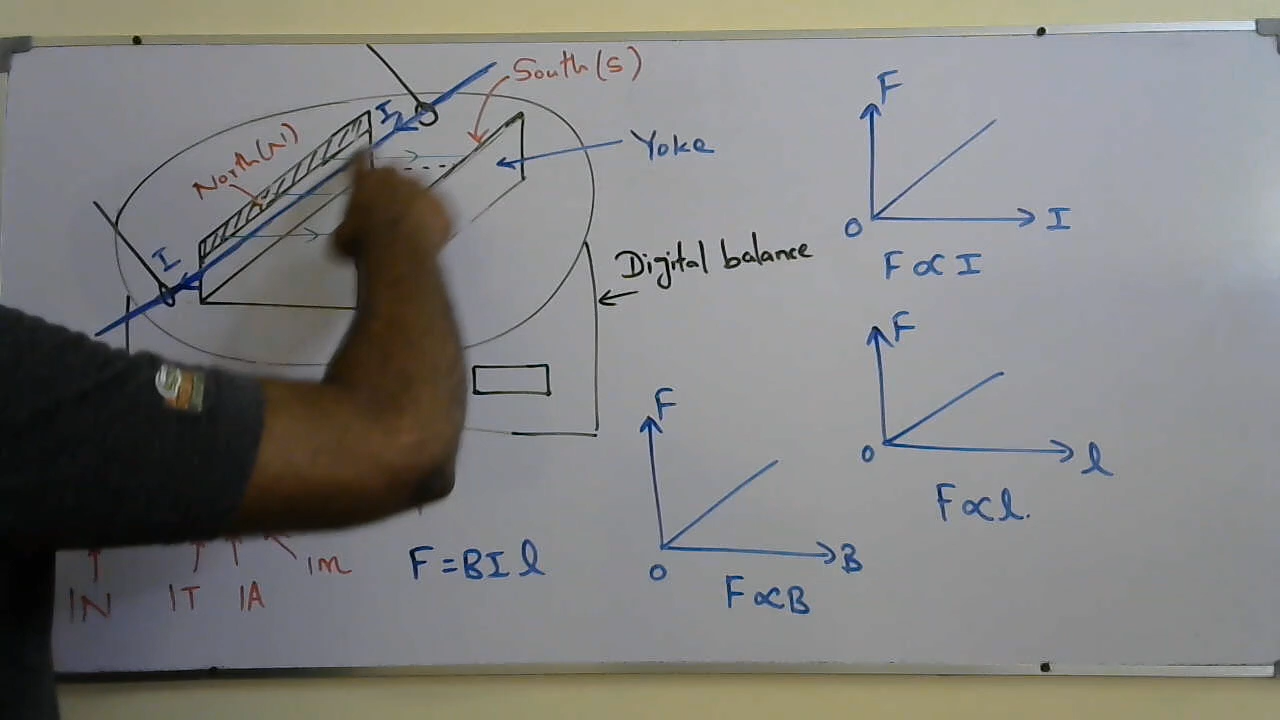 South(S)
North(N)
I
I
Yoke
Digital balance
F
0
I
F∝I
F
0
l
F∝l.
F
0
B
F∝B
F=BIl
1N
1T
1A
1m